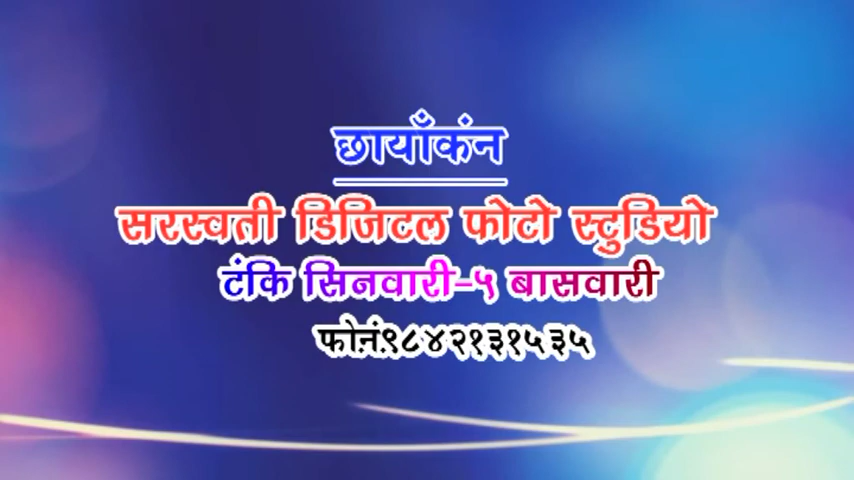 छायाँकंन
सरस्वती डिजिटल फोटो स्टुडियो
टंकि सिनवारी-५ बासवारी
फोनं९८४२१३१५३५